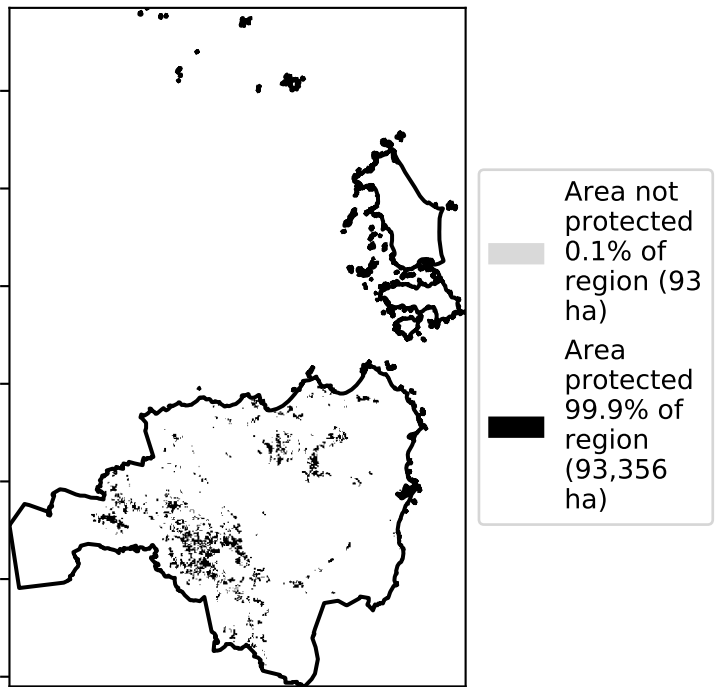 Area not
protected
0.1% of
region (93
ha)
Area
protected
99.9% of
region
(93,356
ha)